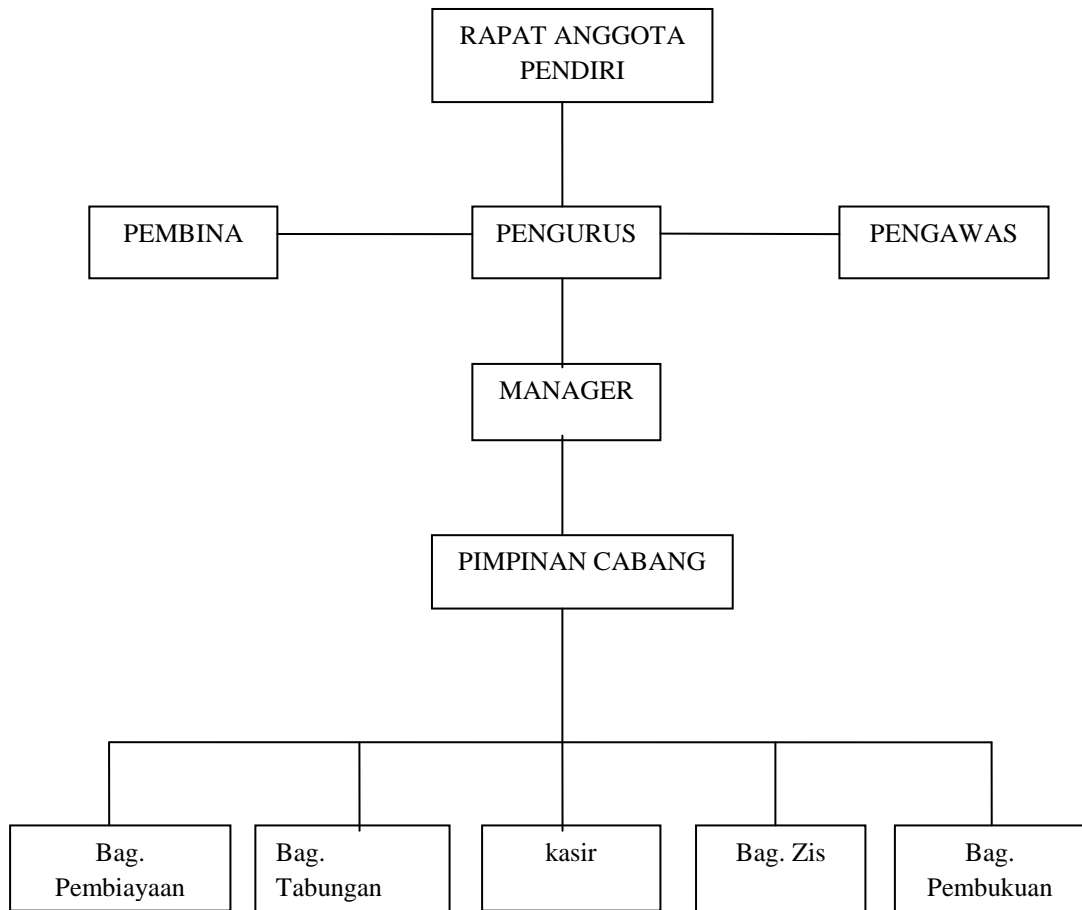 RAPAT ANGGOTA
PENDIRI
PEMBINA
PENGURUS
PENGAWAS
MANAGER
PIMPINAN CABANG
Bag.
Pembiayaan
Bag.
Tabungan
kasir
Bag. Zis
Bag.
Pembukuan